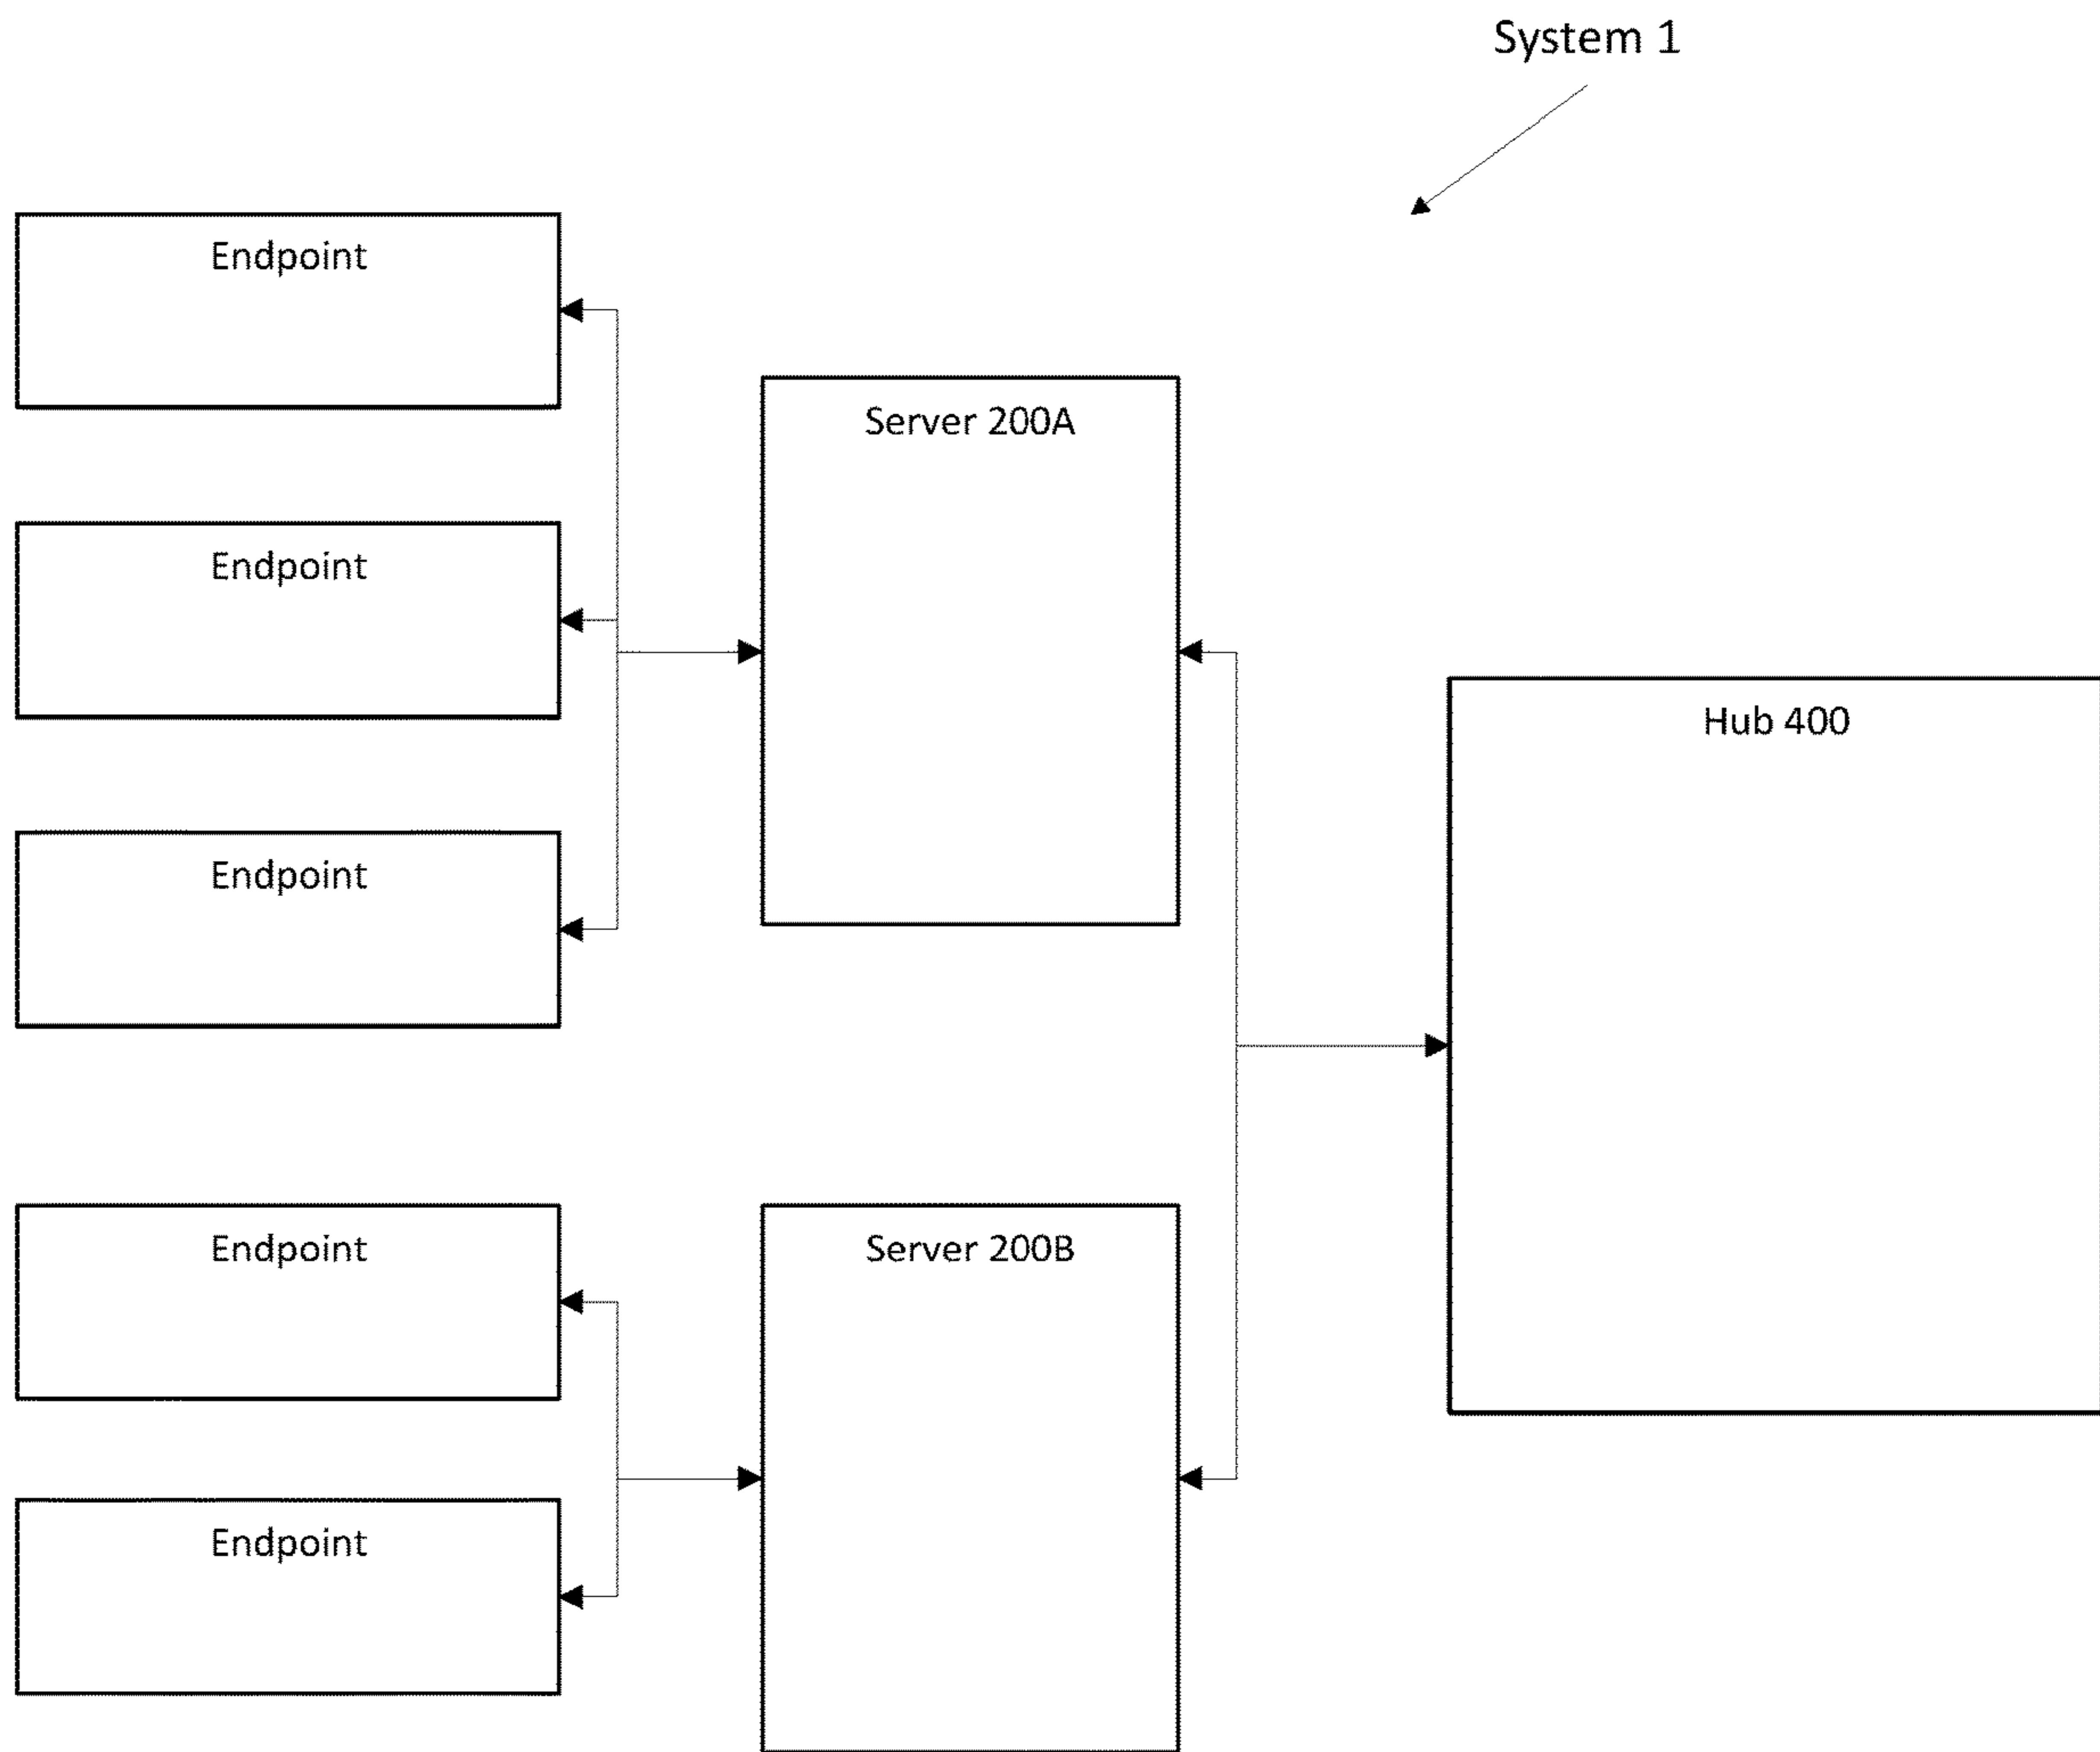 System 1
Endpoint
Server 200A
Endpoint
Hub 400
Endpoint
Endpoint
Server 200B
Endpoint